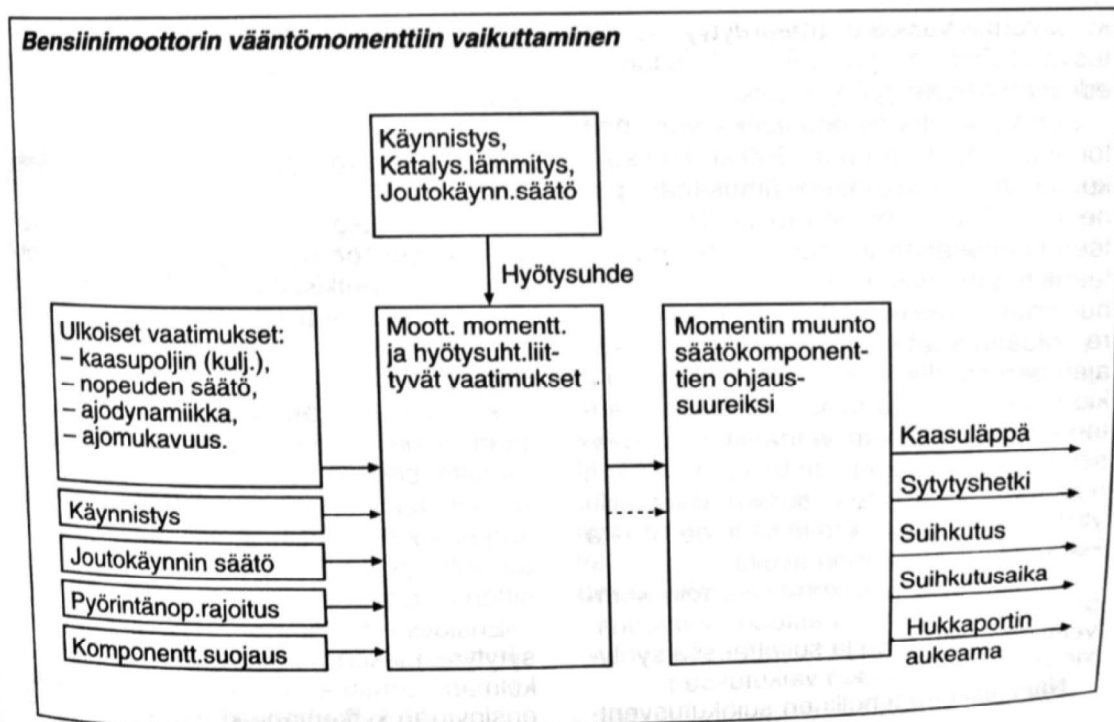 Bensiinimoottorin vääntömomenttiin vaikuttaminen
Käynnistys,
Katalys.lämmitys,
Joutokäynn.säätö
Hyötysuhde
Ulkoiset vaatimukset:
– kaasupoljin (kulj.),
– nopeuden säätö,
– ajodynamiikka,
– ajomukavuus.
Käynnistys
Joutokäynnin säätö
Pyörintänop.rajoitus
Komponentt.suojaus
Moott. momentt.
ja hyötysuht.liit-
tyvät vaatimukset
Momentin muunto
säätökomponent-
tien ohjaus-
suureiksi
Kaasuläppä
Sytytyshetki
Suihkutus
Suihkutusaika
Hukkaportin
aukeama